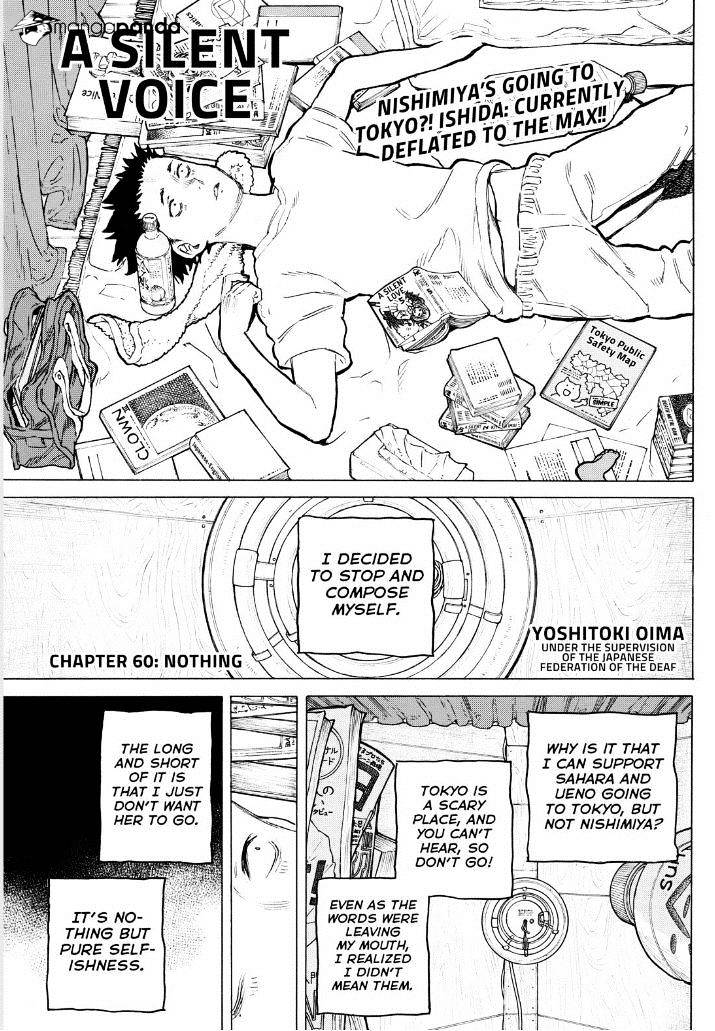 mangapanda
A SILENT
VOICE
NISHIMIYA'S GOING TO
TOKYO?! ISHIDA: CURRENTLY
DEFLATED TO THE MAX!!
Vice
A SILENT
LOVE
5
Tokyo Public
Safety Map
SIMPLE
CLOWN
I DECIDED
TO STOP AND
COMPOSE
MYSELF.
CHAPTER 60: NOTHING
YOSHITOKI OIMA
UNDER THE SUPERVISION
OF THE JAPANESE
FEDERATION OF THE DEAF
WHY IS IT THAT
I CAN SUPPORT
SAHARA AND
UENO GOING
TO TOKYO, BUT
NOT NISHIMIYA?
TOKYO IS
A SCARY
PLACE, AND
YOU CAN'T
HEAR, SO
DON'T GO!
EVEN AS THE
WORDS WERE
LEAVING
MY MOUTH,
I REALIZED
I DIDN'T
MEAN THEM.
THE LONG
AND SHORT
OF IT IS
THAT I JUST
DON'T WANT
HER TO GO.
IT'S NO-
THING BUT
PURE SELF-
ISHNESS.